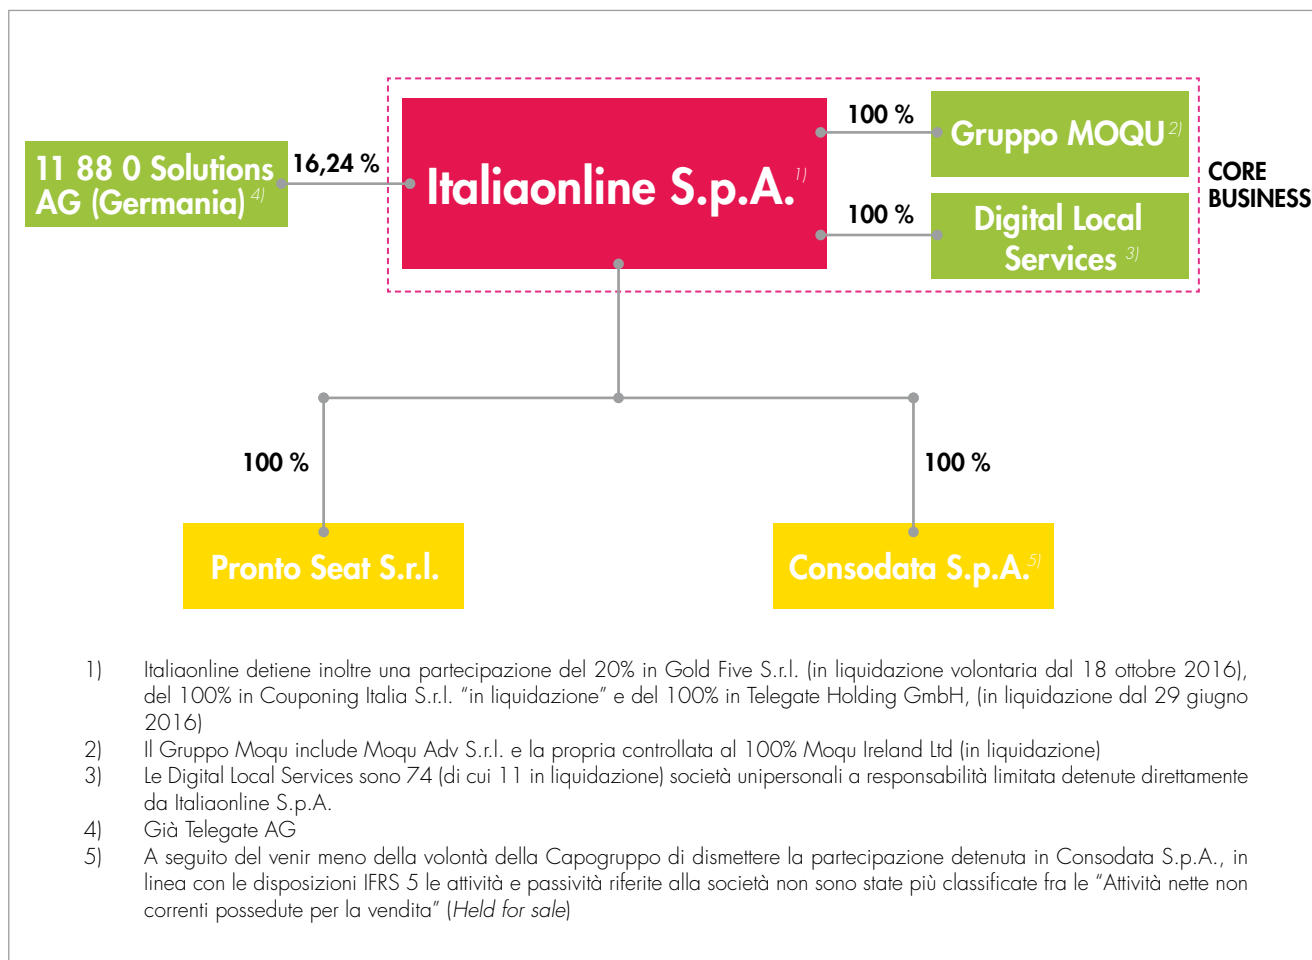 11 88 0 Solutions
AG (Germania) 4)
16,24 %
Italiaonline S.p.A. 1)
100 %
Gruppo MOQU 2)
100 %
Digital Local
Services 3)
CORE
BUSINESS
100 %
100 %
Pronto Seat S.r.l.
Consodata S.p.A. 5)
1) Italiaonline detiene inoltre una partecipazione del 20% in Gold Five S.r.l. (in liquidazione volontaria dal 18 ottobre 2016),
del 100% in Couponing Italia S.r.l. “in liquidazione” e del 100% in Telegate Holding GmbH, (in liquidazione dal 29 giugno
2016)
2) Il Gruppo Moqu include Moqu Adv S.r.l. e la propria controllata al 100% Moqu Ireland Ltd (in liquidazione)
3) Le Digital Local Services sono 74 (di cui 11 in liquidazione) società unipersonali a responsabilità limitata detenute direttamente
da Italiaonline S.p.A.
4) Già Telegate AG
5) A seguito del venir meno della volontà della Capogruppo di dismettere la partecipazione detenuta in Consodata S.p.A., in
linea con le disposizioni IFRS 5 le attività e passività riferite alla società non sono state più classificate fra le “Attività nette non
correnti possedute per la vendita” (Held for sale)